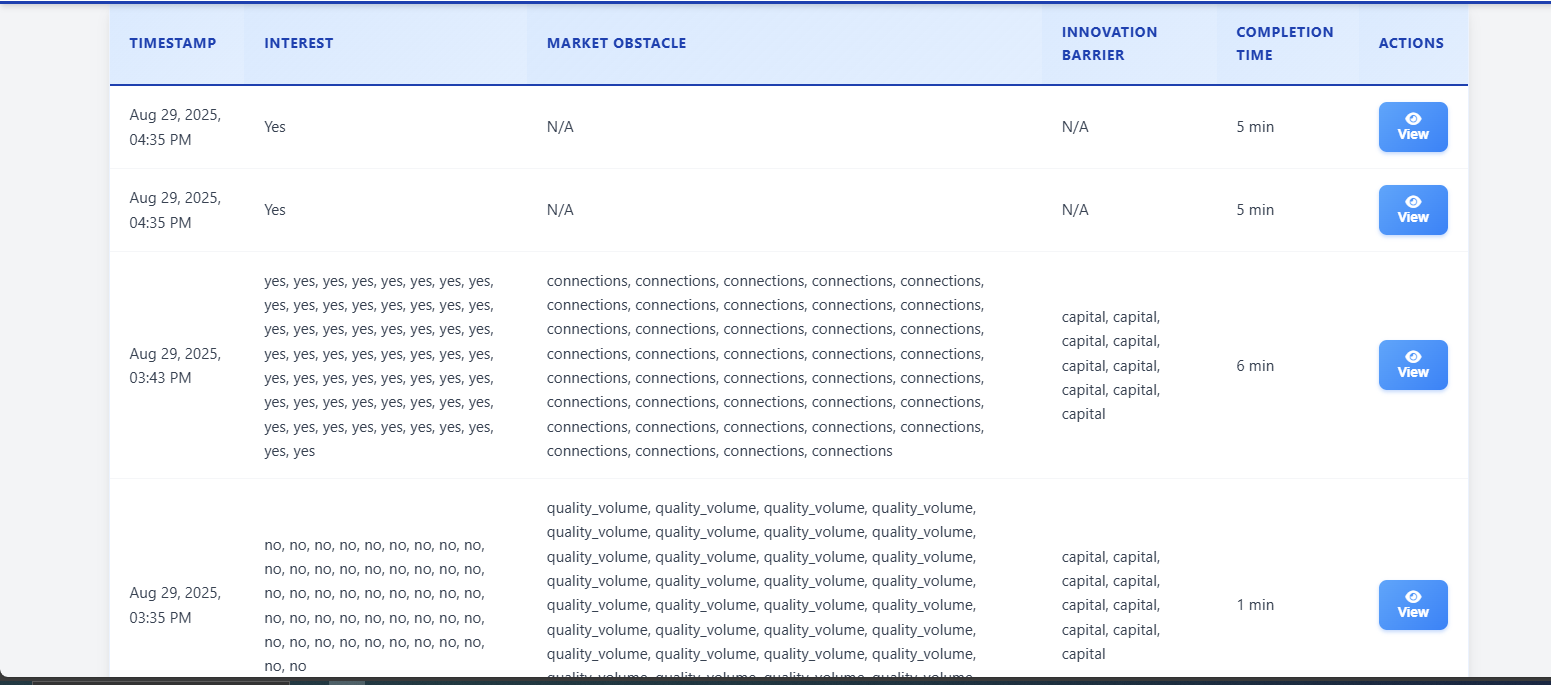 TIMESTAMP
INTEREST
MARKET OBSTACLE
INNOVATION
BARRIER
COMPLETION
TIME
ACTIONS
Aug 29, 2025,
04:35 PM
Yes
N/A
N/A
5 min
View
Aug 29, 2025,
04:35 PM
Yes
N/A
N/A
5 min
View
Aug 29, 2025,
03:43 PM
yes, yes, yes, yes, yes, yes, yes, yes,
yes, yes, yes, yes, yes, yes, yes, yes,
yes, yes, yes, yes, yes, yes, yes, yes,
yes, yes, yes, yes, yes, yes, yes, yes,
yes, yes, yes, yes, yes, yes, yes, yes,
yes, yes, yes, yes, yes, yes, yes, yes,
yes, yes, yes, yes, yes, yes, yes, yes,
yes, yes
connections, connections, connections, connections, connections,
connections, connections, connections, connections, connections,
connections, connections, connections, connections, connections,
connections, connections, connections, connections, connections,
connections, connections, connections, connections, connections,
connections, connections, connections, connections, connections,
connections, connections, connections, connections, connections,
connections, connections, connections, connections
capital, capital,
capital, capital,
capital, capital,
capital, capital,
capital
6 min
View
Aug 29, 2025,
03:35 PM
no, no, no, no, no, no, no, no, no,
no, no, no, no, no, no, no, no, no,
no, no, no, no, no, no, no, no, no,
no, no, no, no, no, no, no, no, no,
no, no, no, no, no, no, no, no, no,
no, no
quality_volume, quality_volume, quality_volume, quality_volume,
quality_volume, quality_volume, quality_volume, quality_volume,
quality_volume, quality_volume, quality_volume, quality_volume,
quality_volume, quality_volume, quality_volume, quality_volume,
quality_volume, quality_volume, quality_volume, quality_volume,
quality_volume, quality_volume, quality_volume, quality_volume,
quality_volume, quality_volume, quality_volume, quality_volume,
capital, capital,
capital, capital,
capital, capital,
capital, capital,
capital
1 min
View